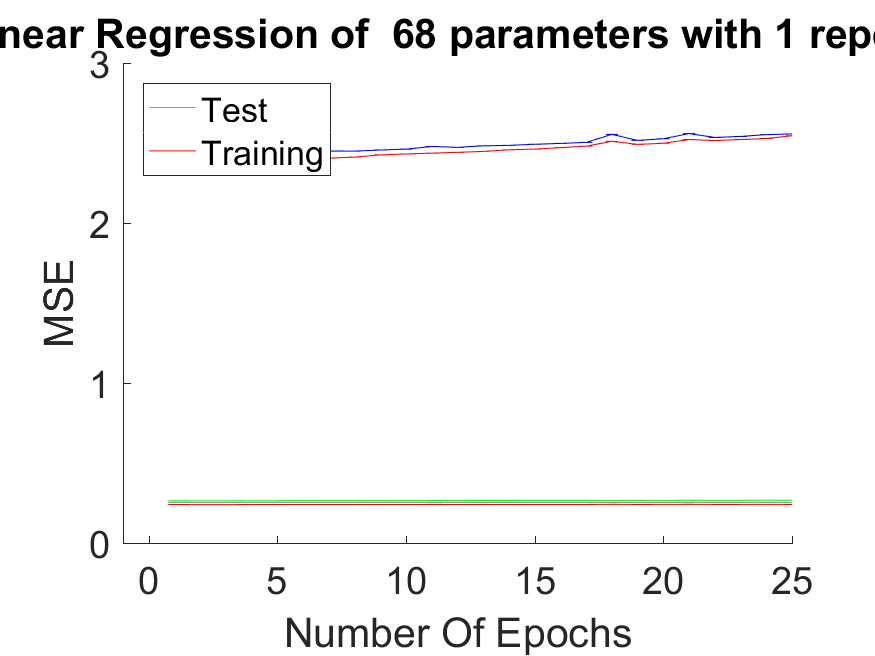 near Regression of 68 parameters with 1 repe
3
Test
Training
2
MSE
1
0
0 5 10 15 20 25
Number Of Epochs